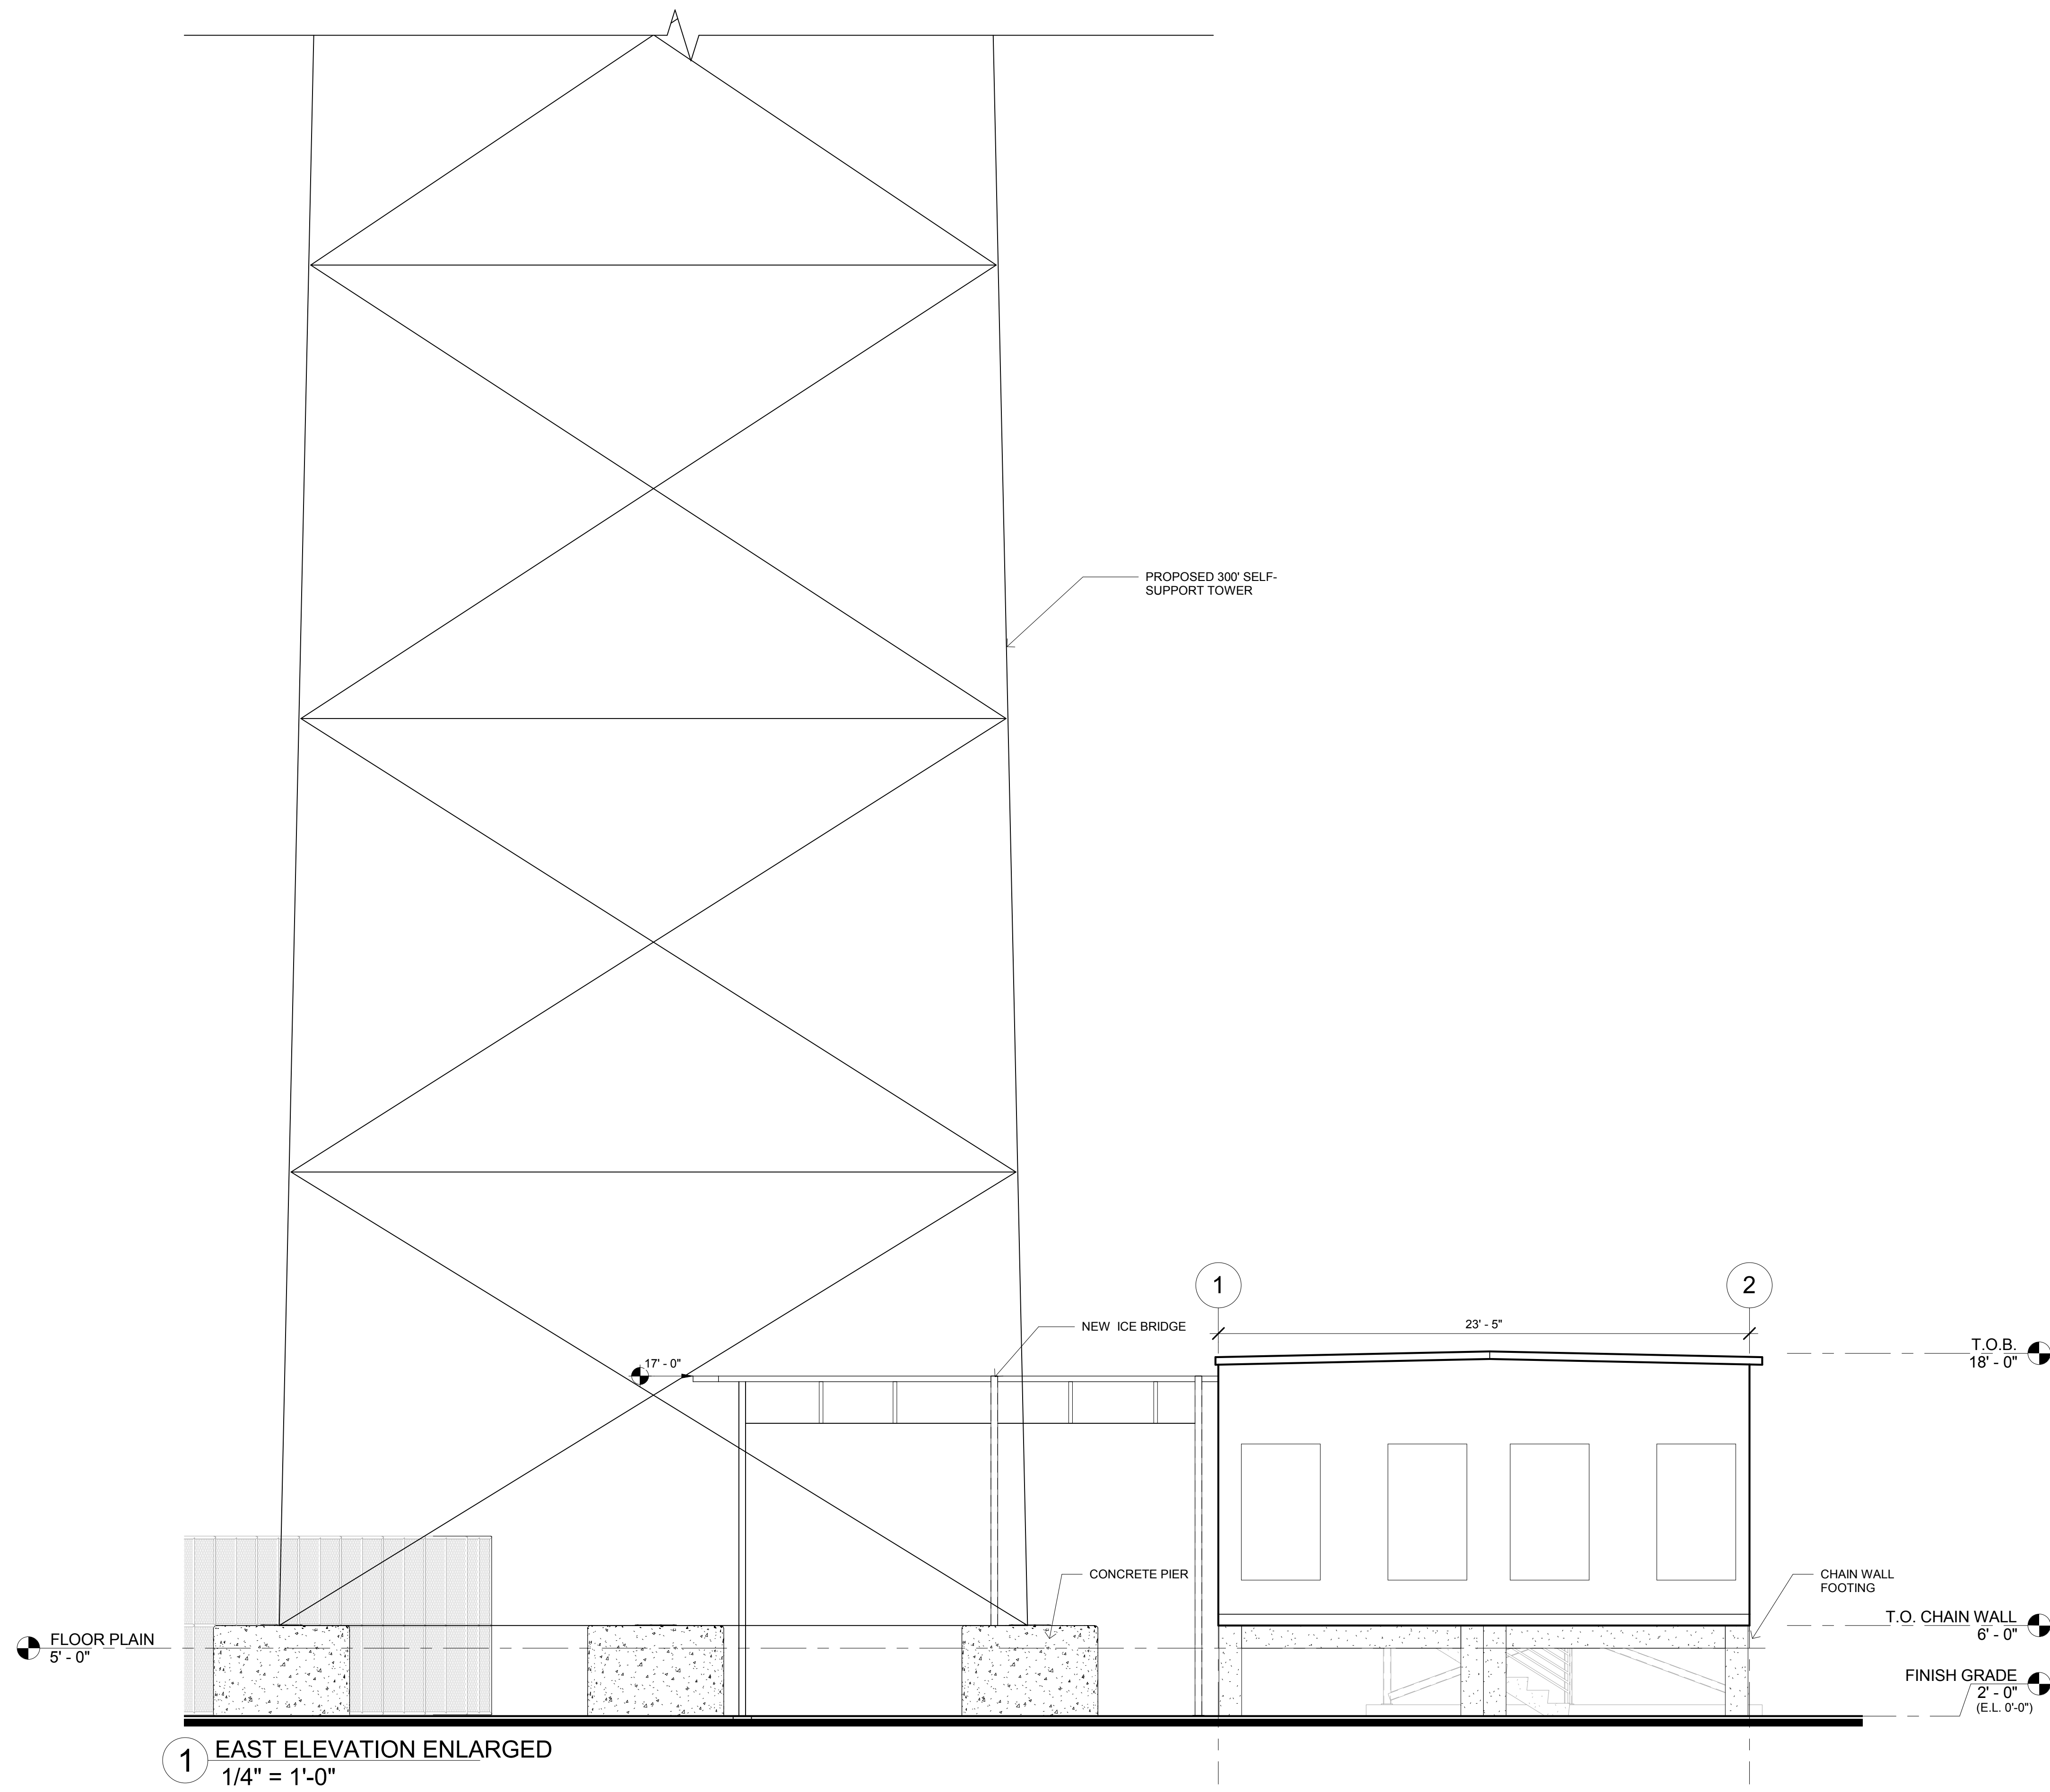 PROPOSED 300' SELF-
SUPPORT TOWER
1
2
23' - 5"
NEW ICE BRIDGE
17' - 0"
T.O.B.
18' - 0"
CONCRETE PIER
CHAIN WALL
FOOTING
T.O. CHAIN WALL
6' - 0"
FLOOR PLAIN
5' - 0"
FINISH GRADE
2' - 0"
(E.L. 0'-0")
1
EAST ELEVATION ENLARGED
1/4" = 1'-0"